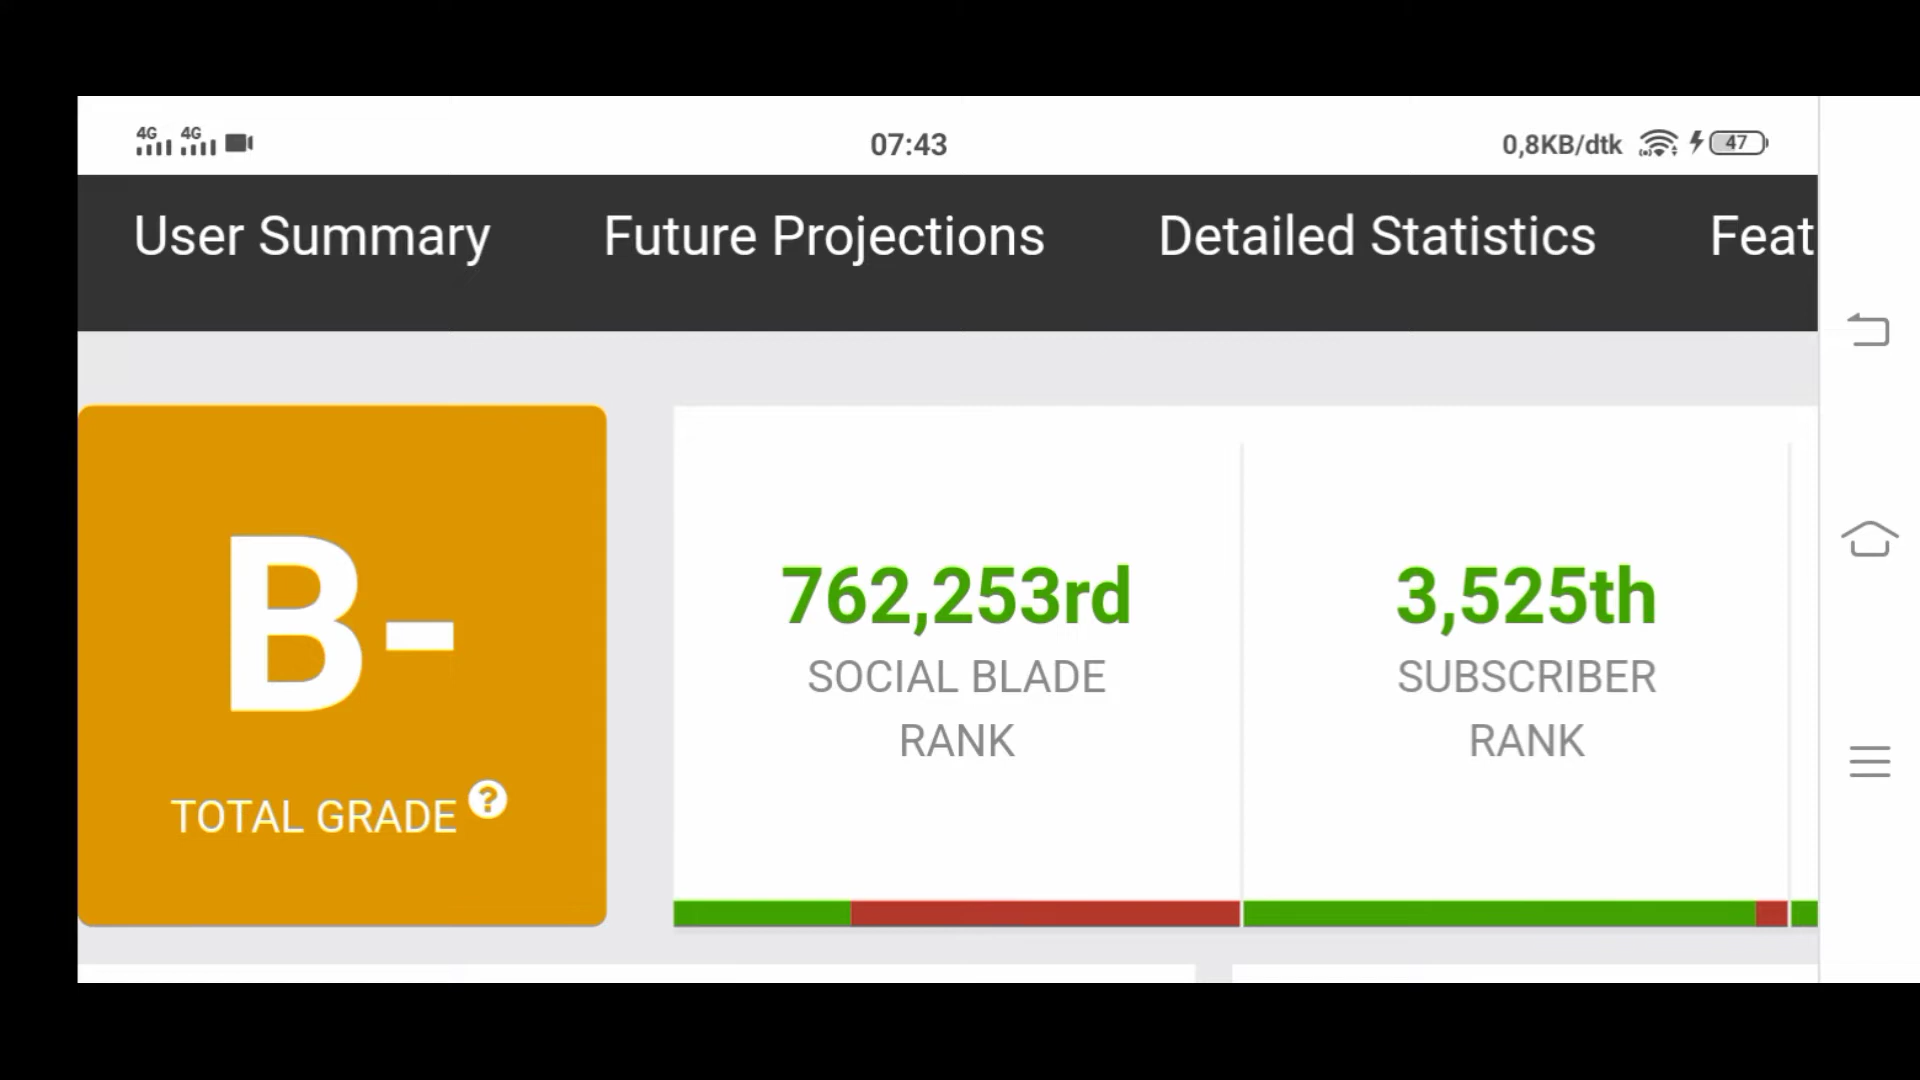 4G 4G 07:43 0,8KB/dtk 47
User Summary Future Projections Detailed Statistics Feat
B-
TOTAL GRADE ?
762,253rd
SOCIAL BLADE
RANK
3,525th
SUBSCRIBER
RANK